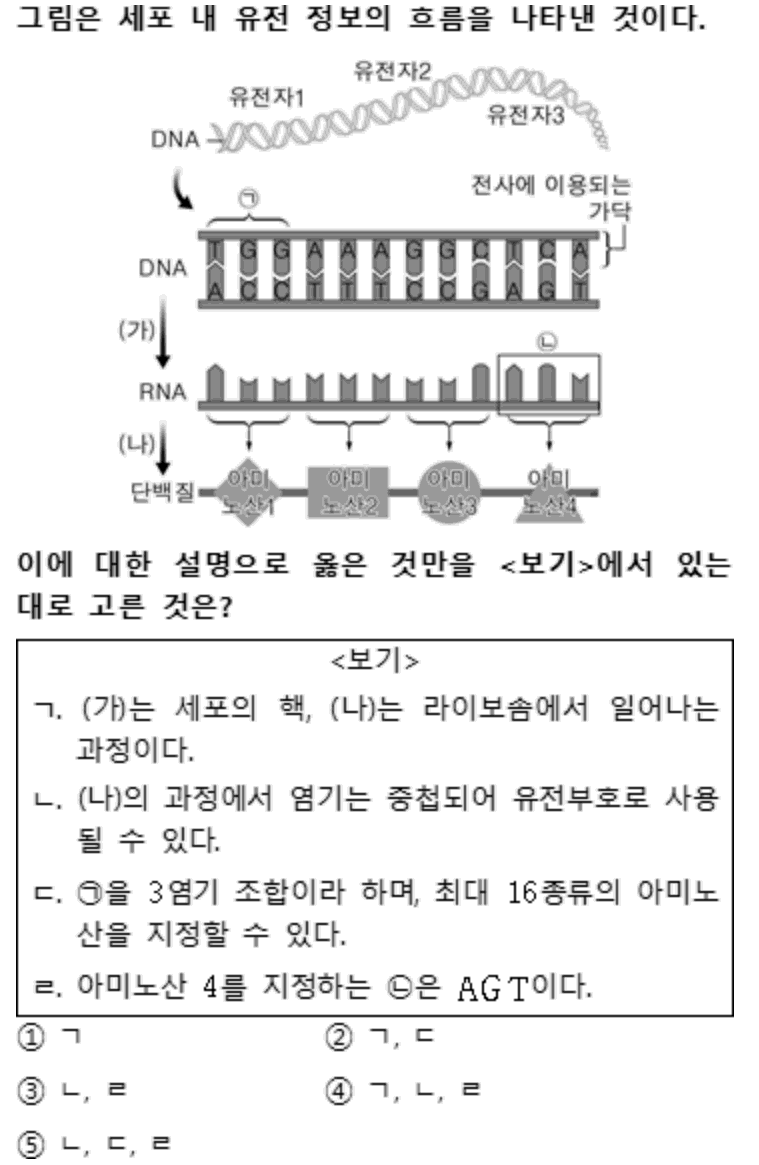 그림은 세포 내 유전 정보의 흐름을 나타낸 것이다.
유전자1
유전자2
유전자3
DNA
전사에 이용되는
가닥
㉠
DNA
T G G A A A G G C T C A
A C C T T T C C G A G T
(가)
㉡
RNA
(나)
단백질
아미
노산1
아미
노산2
아미
노산3
아미
노산4
이에 대한 설명으로 옳은 것만을 <보기>에서 있는
대로 고른 것은?
<보기>
ㄱ. (가)는 세포의 핵, (나)는 라이보솜에서 일어나는
과정이다.
ㄴ. (나)의 과정에서 염기는 중첩되어 유전부호로 사용
될 수 있다.
ㄷ. ㉠을 3염기 조합이라 하며, 최대 16종류의 아미노
산을 지정할 수 있다.
ㄹ. 아미노산 4를 지정하는 ㉡은 AGT이다.
① ㄱ ② ㄱ, ㄷ
③ ㄴ, ㄹ ④ ㄱ, ㄴ, ㄹ
⑤ ㄴ, ㄷ, ㄹ